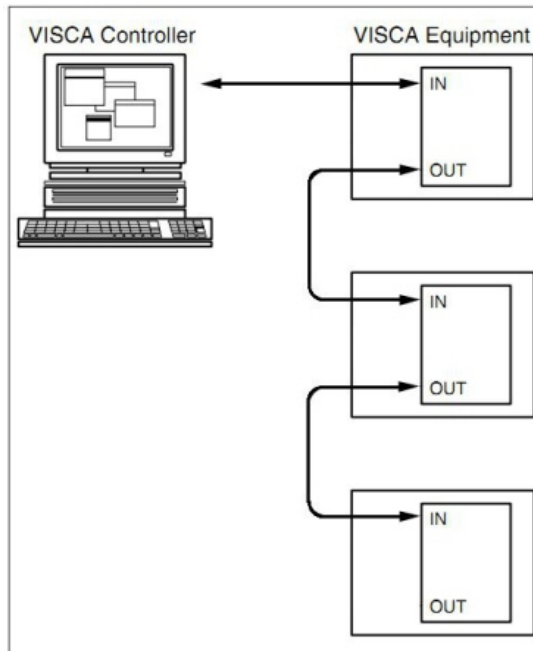 VISCA Controller
VISCA Equipment
IN
OUT
IN
OUT
IN
OUT